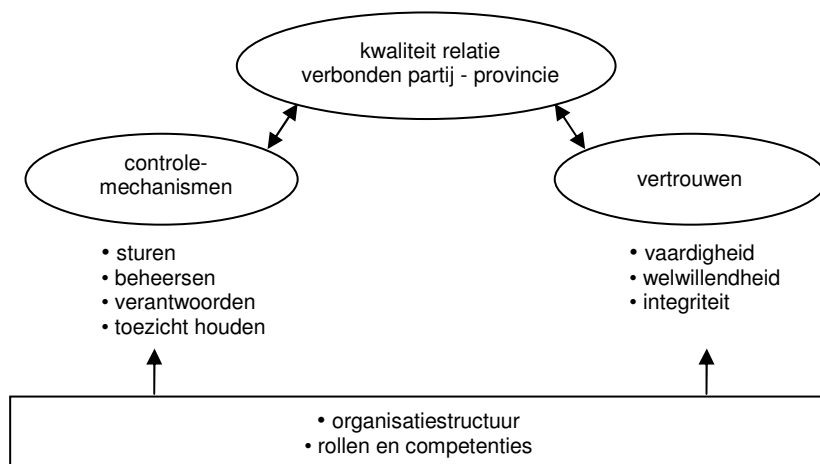 kwaliteit relatie
verbonden partij - provincie
controle-
mechanismen
vertrouwen
• sturen
• beheersen
• verantwoorden
• toezicht houden
• vaardigheid
• welwillendheid
• integriteit
• organisatiestructuur
• rollen en competenties